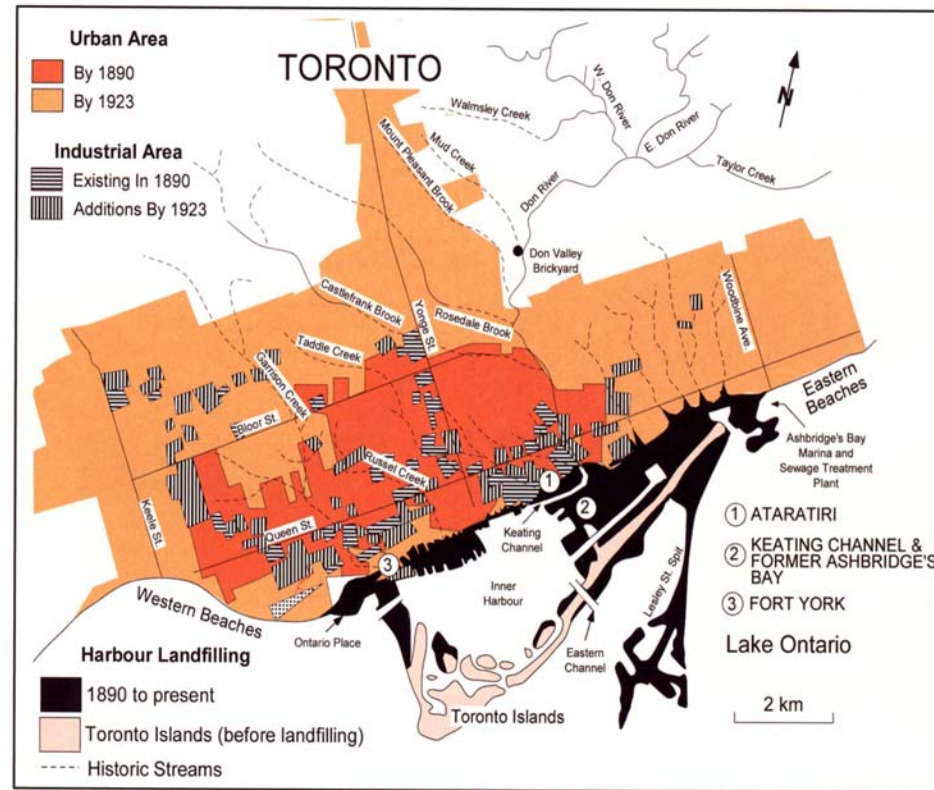 TORONTO
Urban Area
By 1890
By 1923
Industrial Area
Existing In 1890
Additions By 1923
N
Walmsley Creek
W. Don River
E. Don River
Taylor Creek
Mud Creek
Mount Pleasant Brook
Don River
Don Valley
Brickyard
Castlefrank Brook
Yonge St.
Rosedale Brook
Woodbine Ave.
Taddle Creek
Garrison Creek
Bloor St.
Russel Creek
Queen St.
Keele St.
Eastern
Beaches
Ashbridge's Bay
Marina and
Sewage Treatment
Plant
1
2
3
Keating
Channel
Inner
Harbour
Western Beaches
Ontario Place
Eastern
Channel
Lesley St. Spit
Toronto Islands
Lake Ontario
1 ATARATIRI
2 KEATING CHANNEL &
FORMER ASHBRIDGE'S
BAY
3 FORT YORK
2 km
Harbour Landfilling
1890 to present
Toronto Islands (before landfilling)
Historic Streams